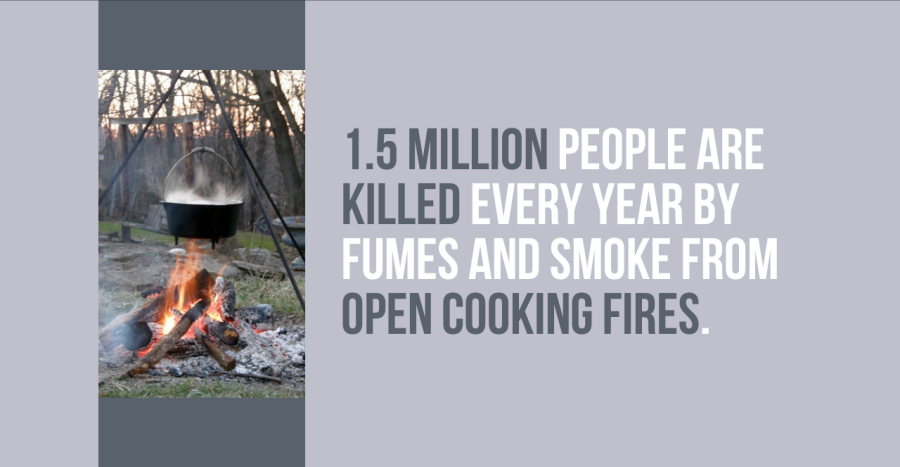 1.5 MILLION PEOPLE ARE
KILLED EVERY YEAR BY
FUMES AND SMOKE FROM
OPEN COOKING FIRES.